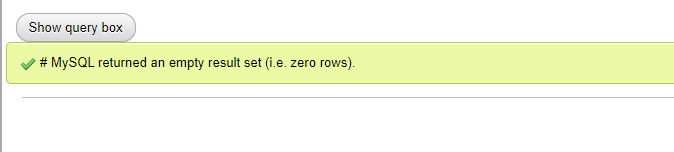 Show query box
# MySQL returned an empty result set (i.e. zero rows).